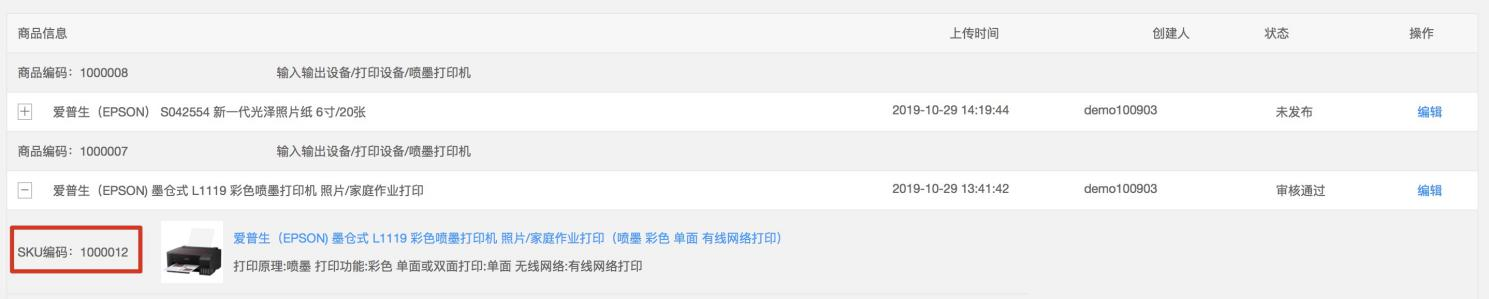 商品信息 上传时间 创建人 状态 操作
商品编码：1000008 输入输出设备/打印设备/喷墨打印机
爱普生（EPSON） S042554 新一代光泽照片纸 6寸/20张 2019-10-29 14:19:44 demo100903 未发布 编辑
商品编码：1000007 输入输出设备/打印设备/喷墨打印机
爱普生（EPSON) 墨仓式 L1119 彩色喷墨打印机 照片/家庭作业打印 2019-10-29 13:41:42 demo100903 审核通过 编辑
SKU编码：1000012
爱普生（EPSON) 墨仓式 L1119 彩色喷墨打印机 照片/家庭作业打印（喷墨 彩色 单面 有线网络打印）
打印原理:喷墨 打印功能:彩色 单面或双面打印:单面 无线网络:有线网络打印